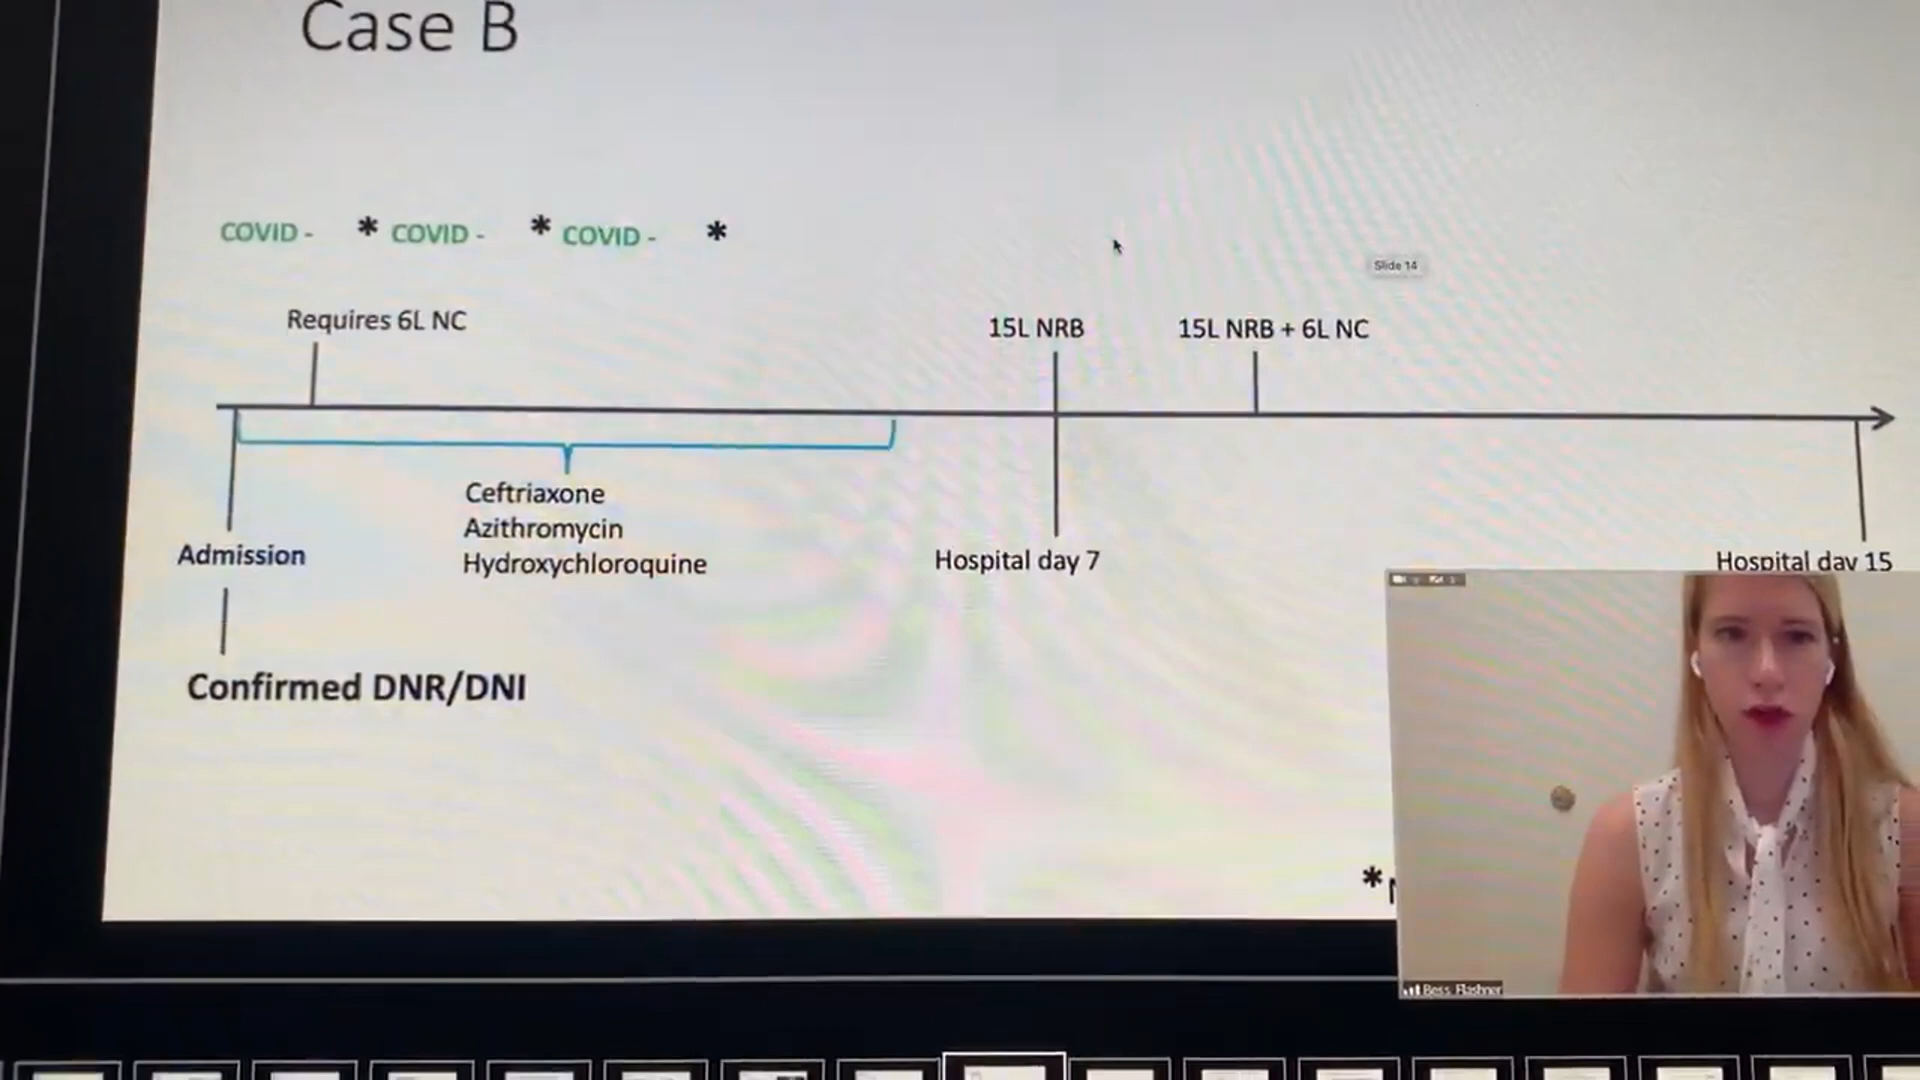 Case B
COVID - * COVID - * COVID - *
Slide 14
Requires 6L NC
15L NRB
15L NRB + 6L NC
Ceftriaxone
Azithromycin
Hydroxychloroquine
Admission
Hospital day 7
Hospital day 15
Confirmed DNR/DNI
*
Bess Flashner